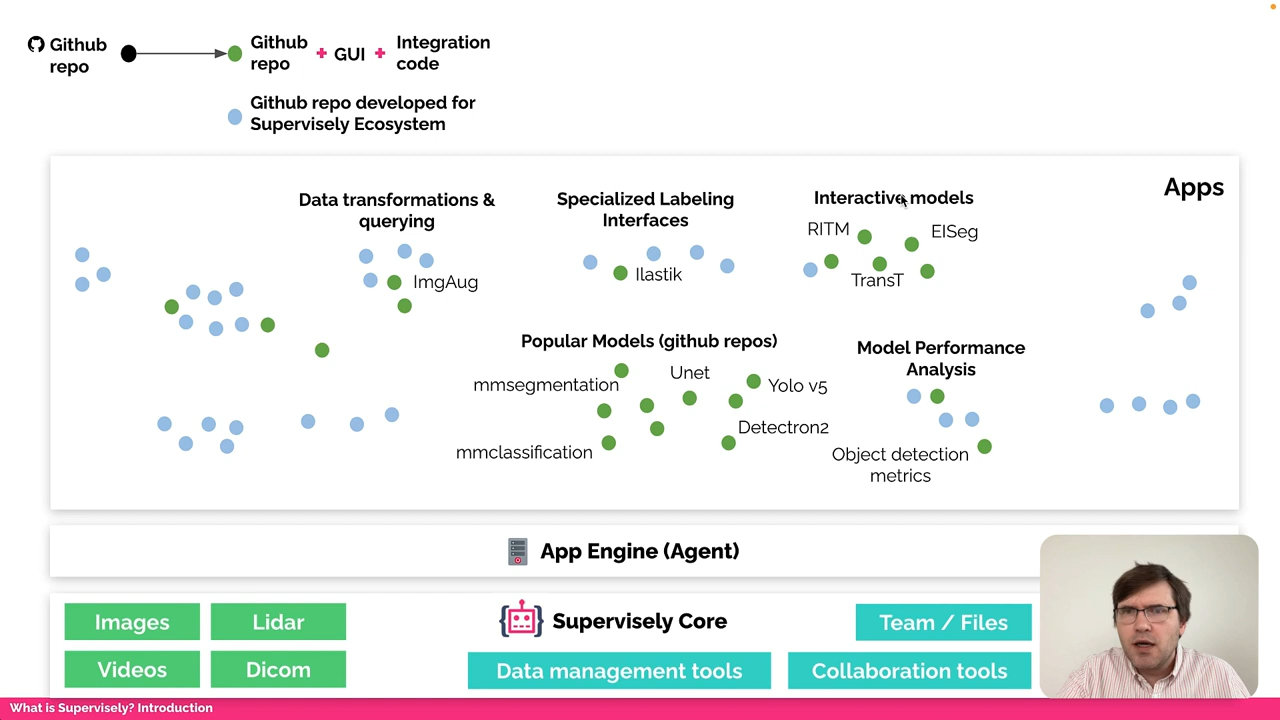 Github
repo
Github
repo
+
GUI
+
Integration
code
Github repo developed for
Supervisely Ecosystem
Apps
Data transformations &
querying
ImgAug
Specialized Labeling
Interfaces
Ilastik
Interactive models
RITM
EISeg
TransT
Popular Models (github repos)
mmsegmentation
Unet
Yolo v5
Detectron2
mmclassification
Model Performance
Analysis
Object detection
metrics
App Engine (Agent)
Images
Lidar
Supervisely Core
Team / Files
Videos
Dicom
Data management tools
Collaboration tools
What is Supervisely? Introduction